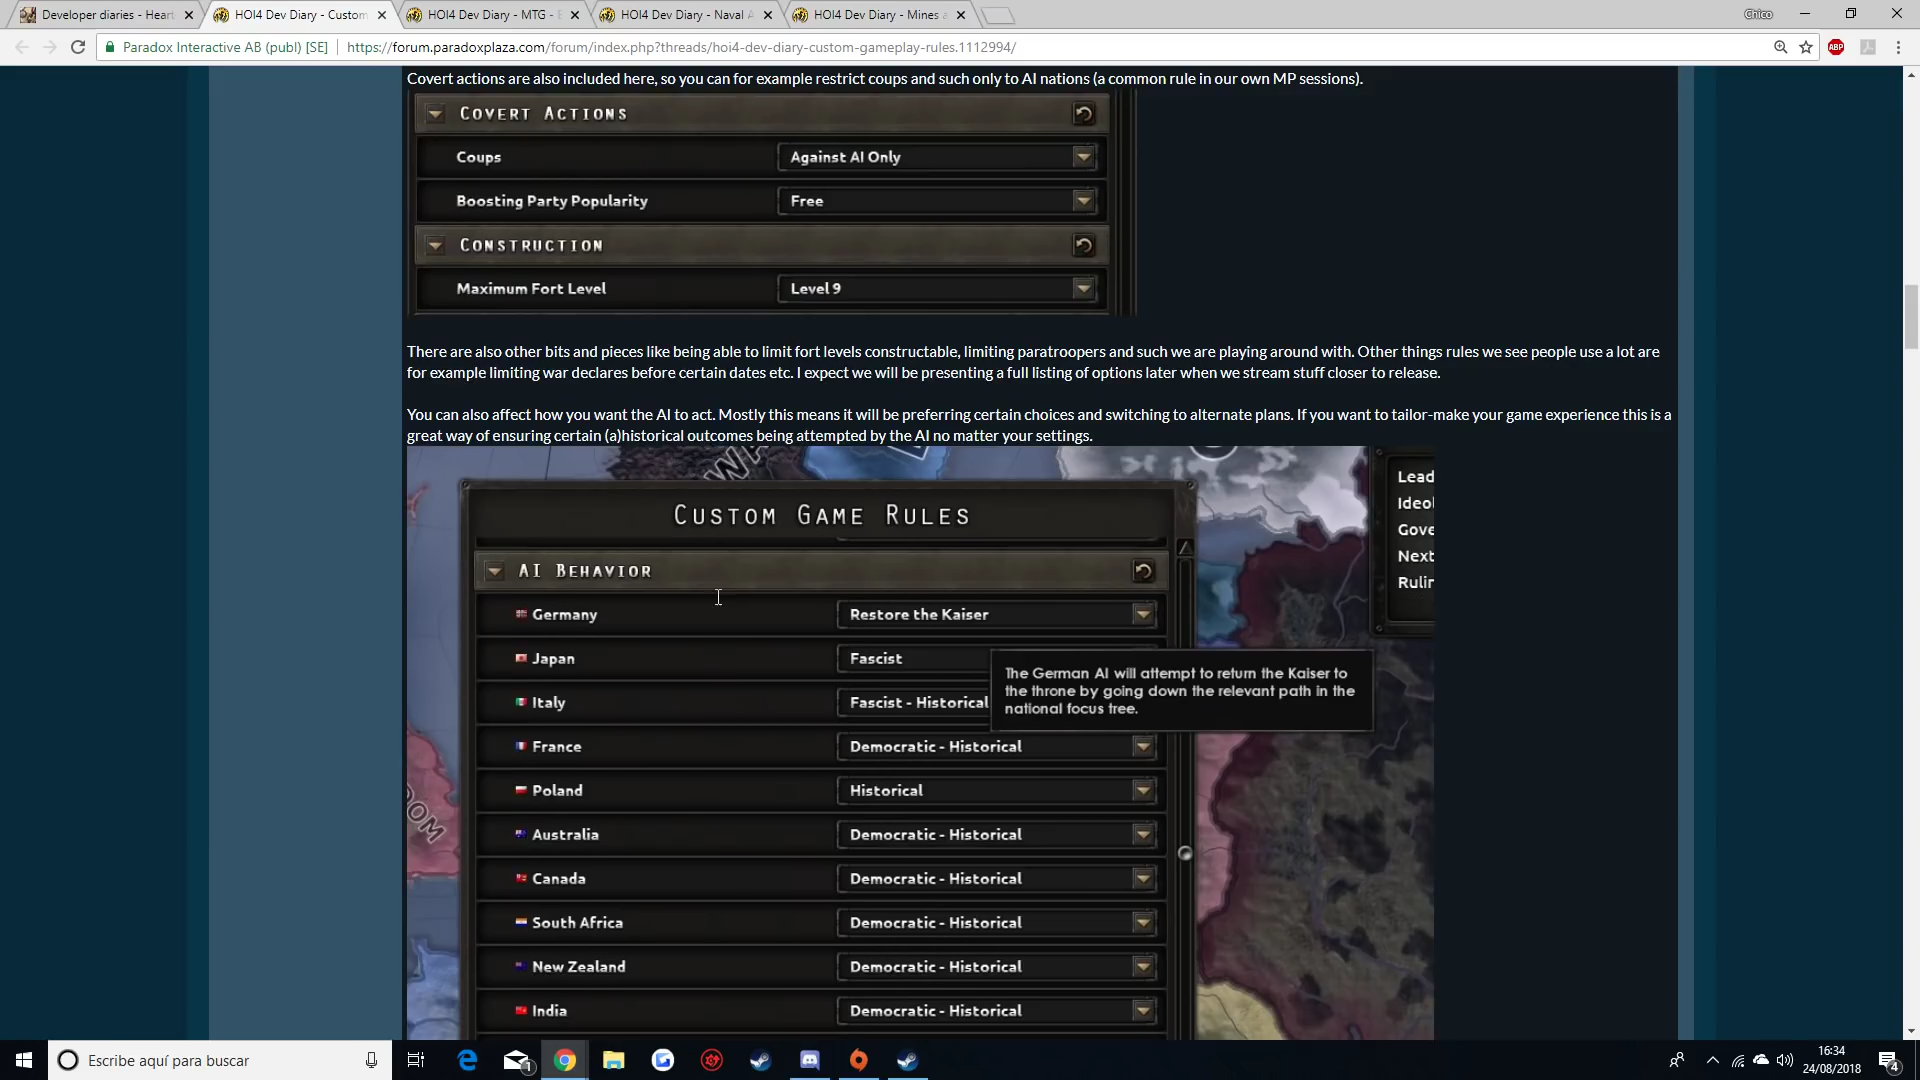 Developer diaries - Heart
HOI4 Dev Diary - Custom
HOI4 Dev Diary - MTG - E
HOI4 Dev Diary - Naval A
HOI4 Dev Diary - Mines a
Chico
Paradox Interactive AB (publ) [SE]
https://forum.paradoxplaza.com/forum/index.php?threads/hoi4-dev-diary-custom-gameplay-rules.1112994/
ABP
Covert actions are also included here, so you can for example restrict coups and such only to AI nations (a common rule in our own MP sessions).
Covert Actions
Coups
Against AI Only
Boosting Party Popularity
Free
Construction
Maximum Fort Level
Level 9
There are also other bits and pieces like being able to limit fort levels constructable, limiting paratroopers and such we are playing around with. Other things rules we see people use a lot are
for example limiting war declares before certain dates etc. I expect we will be presenting a full listing of options later when we stream stuff closer to release.
You can also affect how you want the AI to act. Mostly this means it will be preferring certain choices and switching to alternate plans. If you want to tailor-make your game experience this is a
great way of ensuring certain (a)historical outcomes being attempted by the AI no matter your settings.
Custom Game Rules
Lead
Ideol
Gove
Next
Rulin
AI Behavior
Germany
Restore the Kaiser
Japan
Fascist
The German AI will attempt to return the Kaiser to
the throne by going down the relevant path in the
national focus tree.
Italy
Fascist - Historical
France
Democratic - Historical
Poland
Historical
Australia
Democratic - Historical
Canada
Democratic - Historical
South Africa
Democratic - Historical
New Zealand
Democratic - Historical
India
Democratic - Historical
DOM
Escribe aquí para buscar
1
16:34
24/08/2018
4